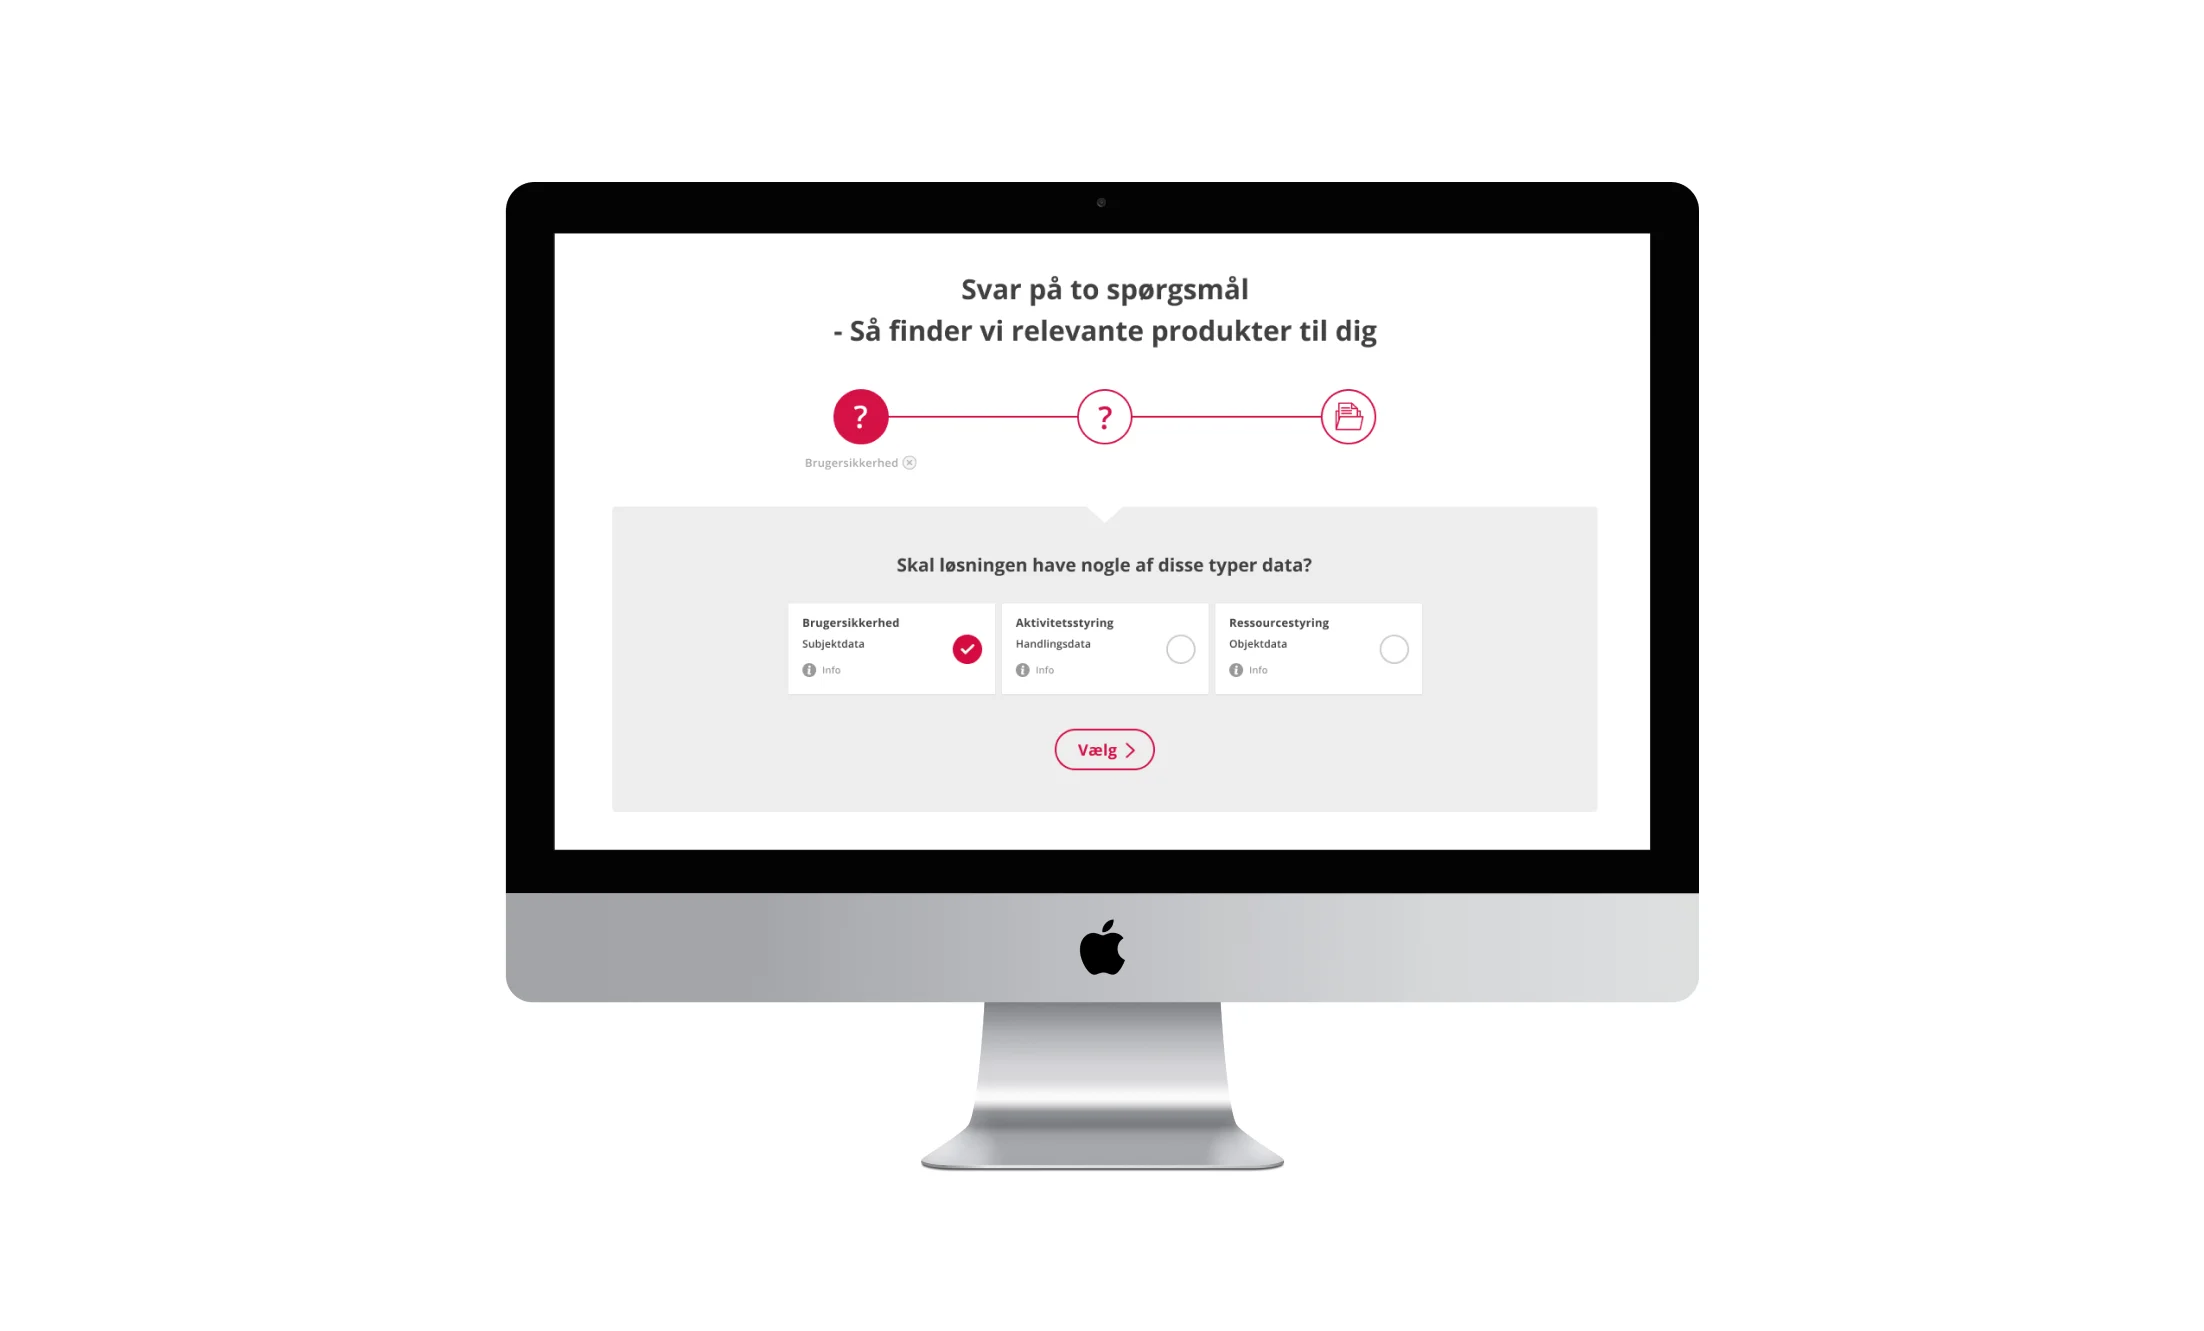 Svar på to spørgsmål
- Så finder vi relevante produkter til dig
?
?
Brugersikkerhed
Skal løsningen have nogle af disse typer data?
Brugersikkerhed
Subjektdata
Info
Aktivitetsstyring
Handlingsdata
Info
Ressourcestyring
Objektdata
Info
Vælg